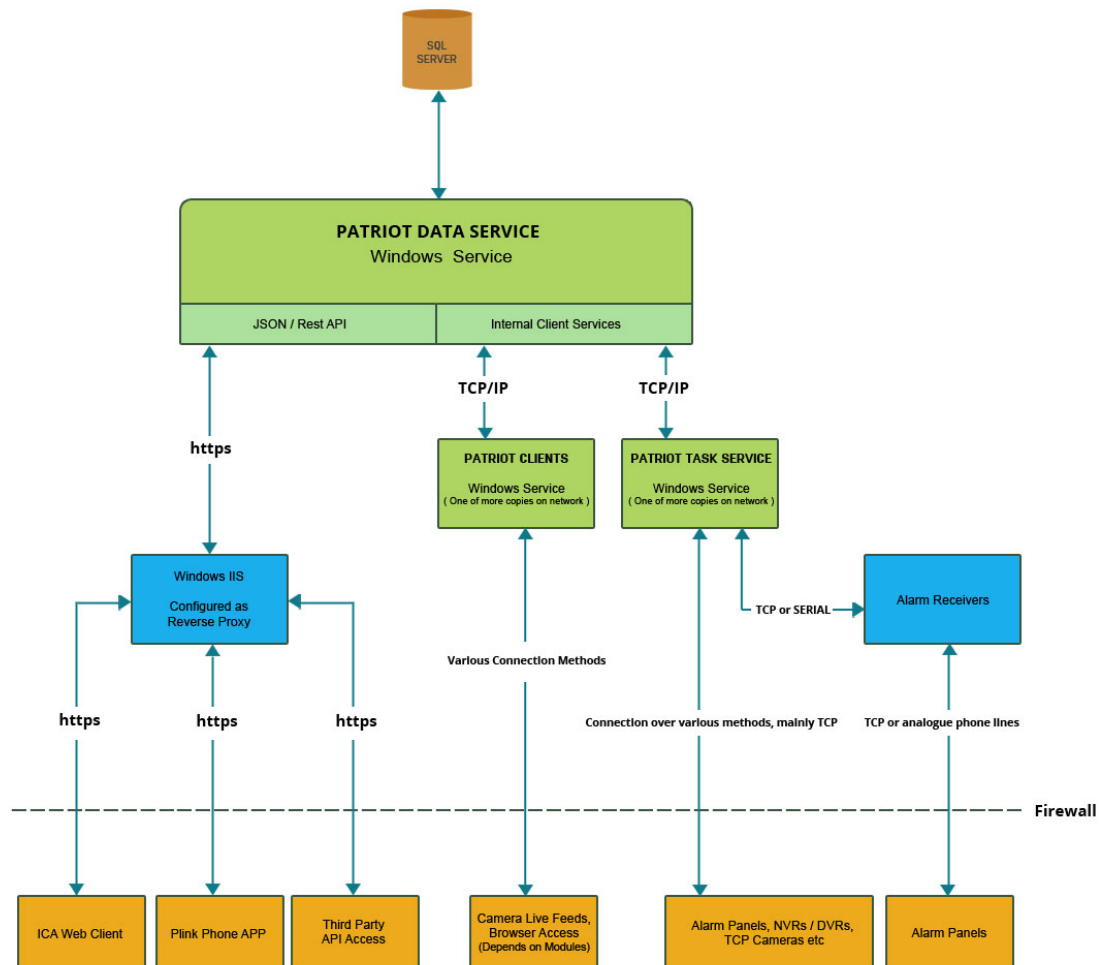 SQL
SERVER
PATRIOT DATA SERVICE
Windows Service
JSON / Rest API
Internal Client Services
TCP/IP
TCP/IP
https
PATRIOT CLIENTS
Windows Service
( One of more copies on network )
PATRIOT TASK SERVICE
Windows Service
( One of more copies on network )
Windows IIS
Configured as
Reverse Proxy
Alarm Receivers
TCP or SERIAL
Various Connection Methods
https
https
https
Connection over various methods, mainly TCP
TCP or analogue phone lines
Firewall
ICA Web Client
Plink Phone APP
Third Party
API Access
Camera Live Feeds,
Browser Access
(Depends on Modules)
Alarm Panels, NVRs / DVRs,
TCP Cameras etc
Alarm Panels